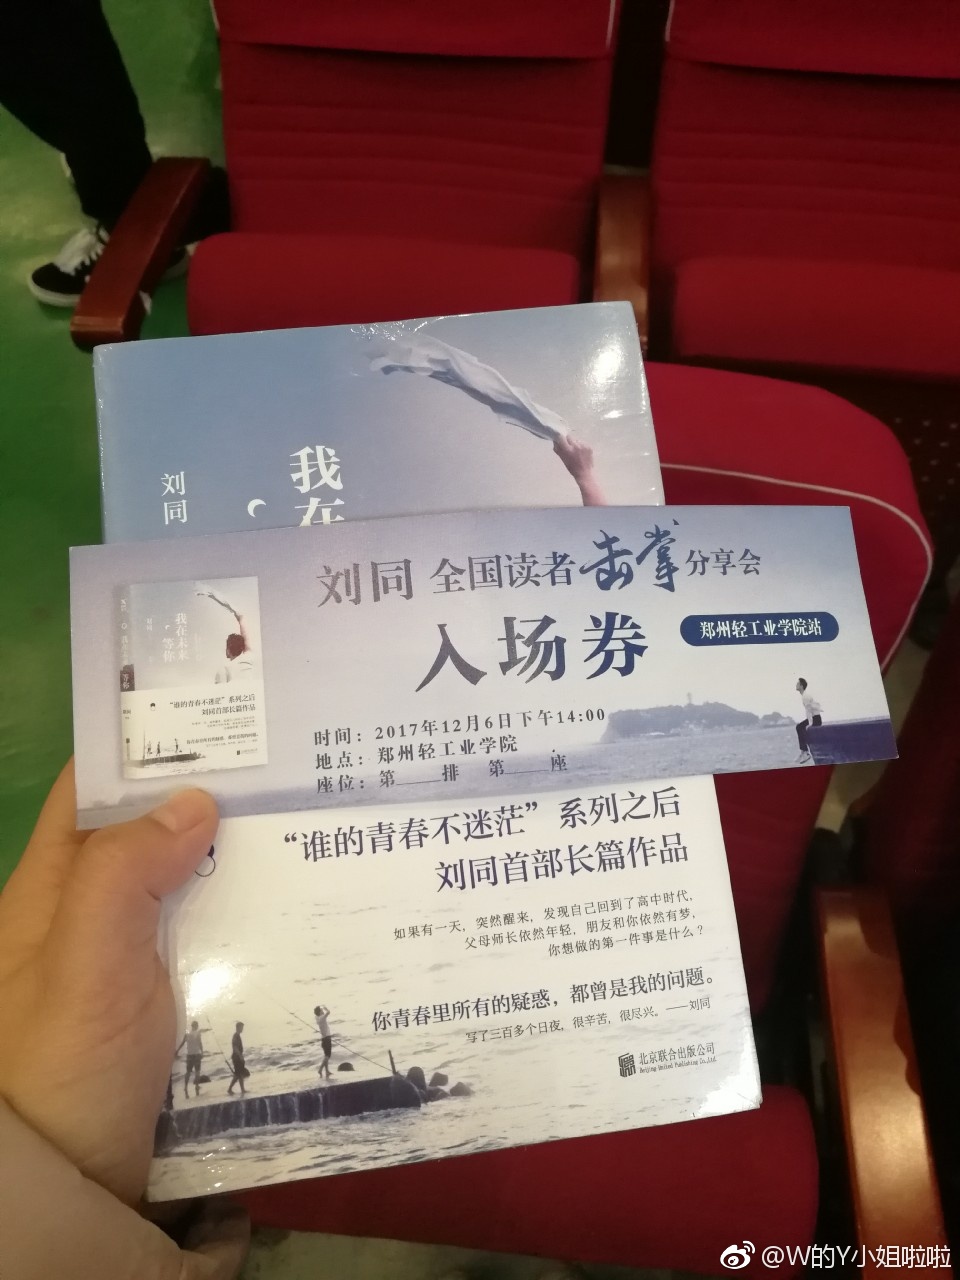 我在
刘同
刘同 全国读者击掌分享会
入场券
郑州轻工业学院站
我在未来
等你
时间：2017年12月6日下午14:00
地点：郑州轻工业学院
座位：第____排 第____座
“谁的青春不迷茫”系列之后
刘同首部长篇作品
“谁的青春不迷茫”系列之后
刘同首部长篇作品
如果有一天，突然醒来，发现自己回到了高中时代，
父母师长依然年轻，朋友和你依然有梦，
你想做的第一件事是什么？
你青春里所有的疑惑，都曾是我的问题。
写了三百多个日夜，很辛苦，很尽兴。——刘同
北京联合出版公司
Beijing United Publishing Co.,Ltd.
@W的Y小姐啦啦